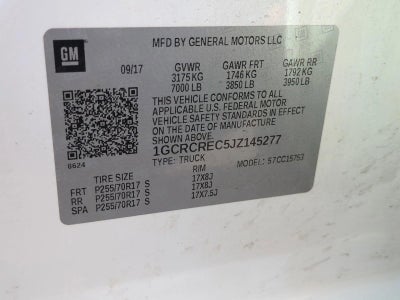 GM
MFD BY GENERAL MOTORS LLC
09/17 GVWR GAWR FRT GAWR RR
3175 KG 1746 KG 1792 KG
7000 LB 3850 LB 3950 LB
THIS VEHICLE CONFORMS TO ALL
APPLICABLE U.S. FEDERAL MOTOR
VEHICLE SAFETY STANDARDS IN EFFECT
ON THE DATE OF MANUFACTURE
SHOWN ABOVE.
1GCRCREC5JZ145277
8624 TYPE: TRUCK MODEL:
TIRE SIZE RIM
FRT P255/70R17 S 17X8J
RR P255/70R17 S 17X8J
SPA P255/70R17 S 17X7.5J